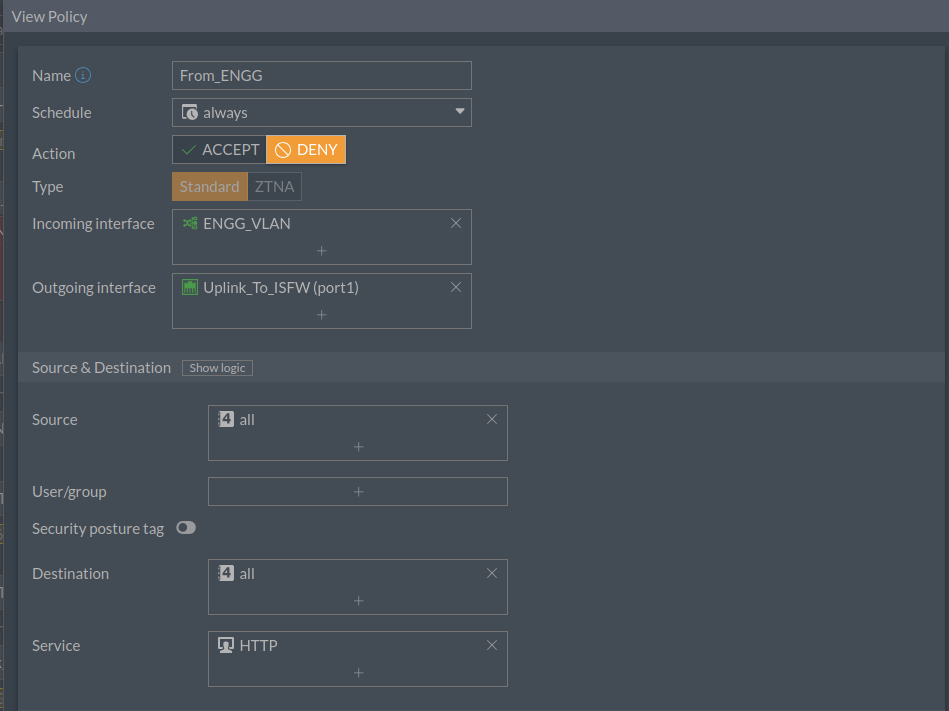 View Policy
Name
From_ENGG
Schedule
always
Action
ACCEPT DENY
Type
Standard ZTNA
Incoming interface
ENGG_VLAN
+
Outgoing interface
Uplink_To_ISFW (port1)
+
Source & Destination Show logic
Source
4 all
+
User/group
+
Security posture tag
Destination
4 all
+
Service
HTTP
+